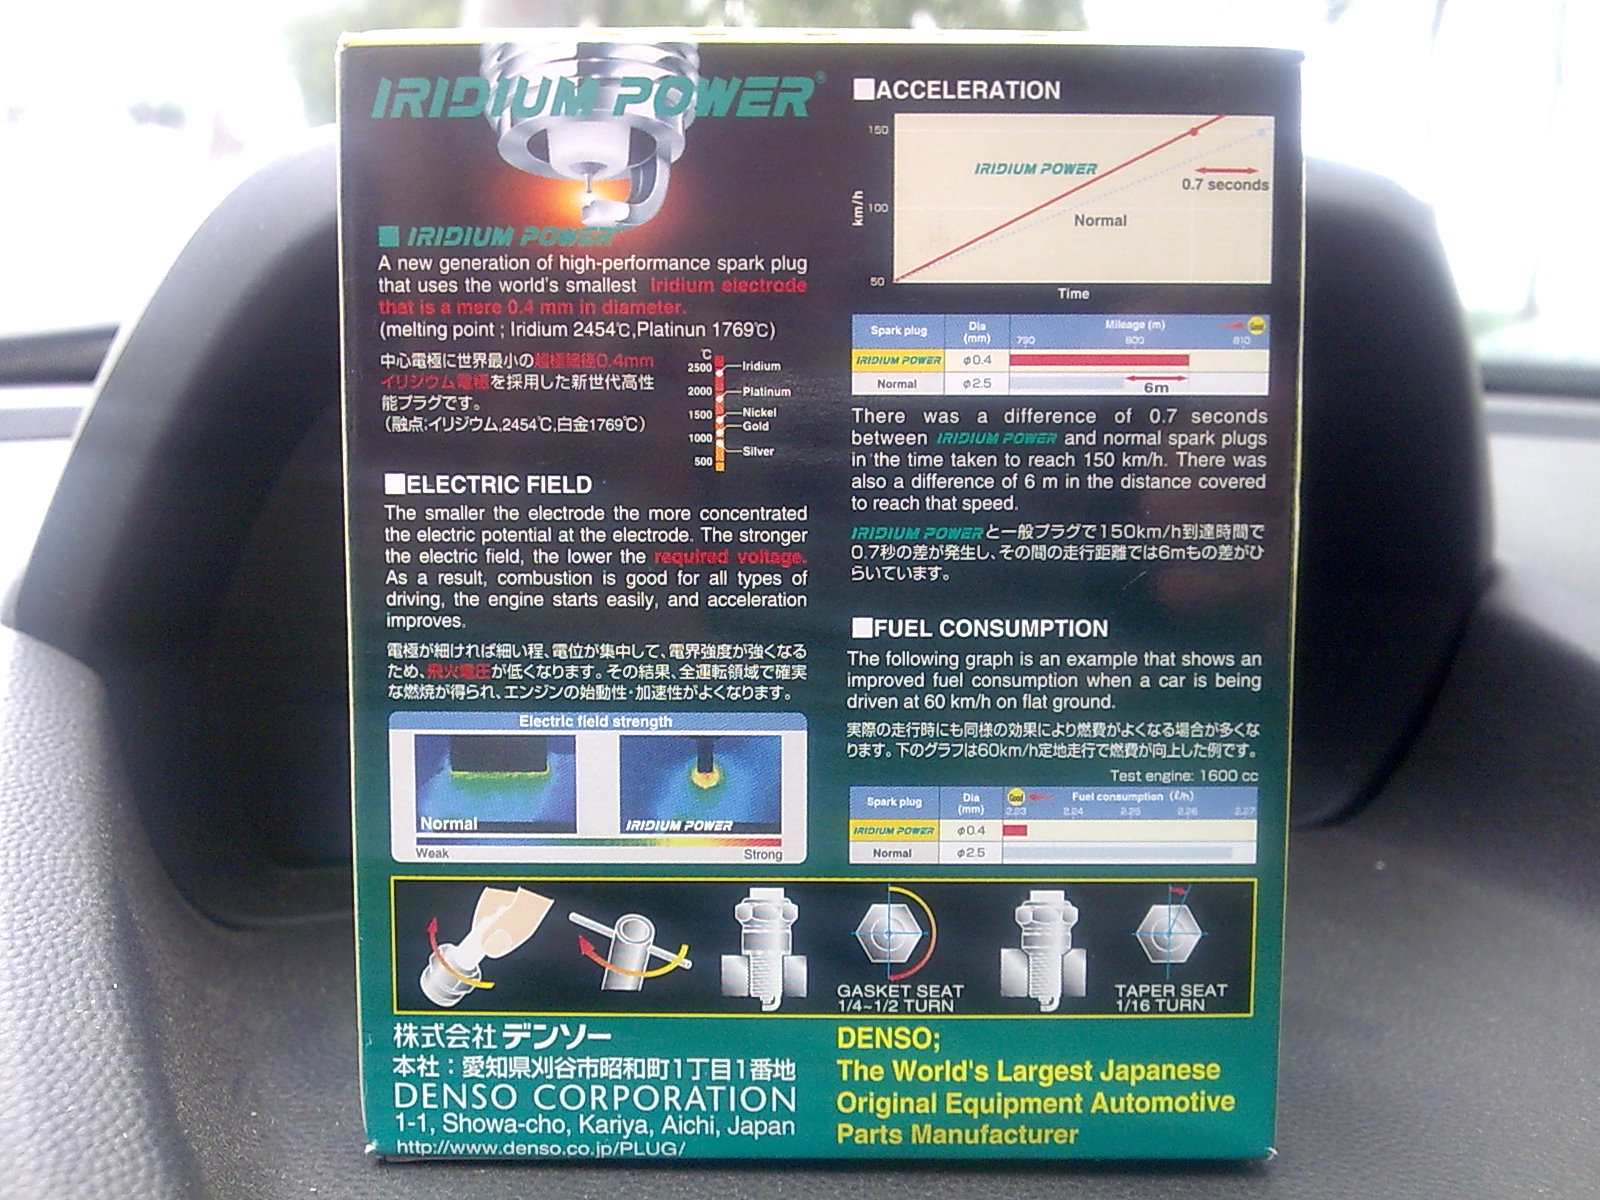 IRIDIUM POWER®
■ IRIDIUM POWER
A new generation of high-performance spark plug
that uses the world's smallest Iridium electrode
that is a mere 0.4 mm in diameter.
(melting point ; Iridium 2454℃,Platinun 1769℃)
中心電極に世界最小の超極細径0.4mm
イリジウム電極を採用した新世代高性
能プラグです。
(融点:イリジウム,2454℃,白金1769℃)
℃
2500
Iridium
2000
Platinum
1500
Nickel
Gold
1000
Silver
500
■ELECTRIC FIELD
The smaller the electrode the more concentrated
the electric potential at the electrode. The stronger
the electric field, the lower the required voltage.
As a result, combustion is good for all types of
driving, the engine starts easily, and acceleration
improves.
電極が細ければ細い程、電位が集中して、電界強度が強くなる
ため、飛火電圧が低くなります。その結果、全運転領域で確実
な燃焼が得られ、エンジンの始動性・加速性がよくなります。
Electric field strength
Normal
IRIDIUM POWER
Weak
Strong
■ACCELERATION
150
IRIDIUM POWER
0.7 seconds
100
km/h
Normal
50
Time
Spark plug
Dia
(mm)
Mileage (m)
Good
790
800
810
IRIDIUM POWER
φ0.4
Normal
φ2.5
6m
There was a difference of 0.7 seconds
between IRIDIUM POWER and normal spark plugs
in the time taken to reach 150 km/h. There was
also a difference of 6 m in the distance covered
to reach that speed.
IRIDIUM POWERと一般プラグで150km/h到達時間で
0.7秒の差が発生し、その間の走行距離では6mもの差がひ
らいています。
■FUEL CONSUMPTION
The following graph is an example that shows an
improved fuel consumption when a car is being
driven at 60 km/h on flat ground.
実際の走行時にも同様の効果により燃費がよくなる場合が多くな
ります。下のグラフは60km/h定地走行で燃費が向上した例です。
Test engine: 1600 cc
Spark plug
Dia
(mm)
Good
Fuel consumption (ℓ/h)
2.23
2.24
2.25
2.26
2.27
IRIDIUM POWER
φ0.4
Normal
φ2.5
GASKET SEAT
1/4~1/2 TURN
TAPER SEAT
1/16 TURN
株式会社 デンソー
本社：愛知県刈谷市昭和町1丁目1番地
DENSO CORPORATION
1-1, Showa-cho, Kariya, Aichi, Japan
http://www.denso.co.jp/PLUG/
DENSO;
The World's Largest Japanese
Original Equipment Automotive
Parts Manufacturer